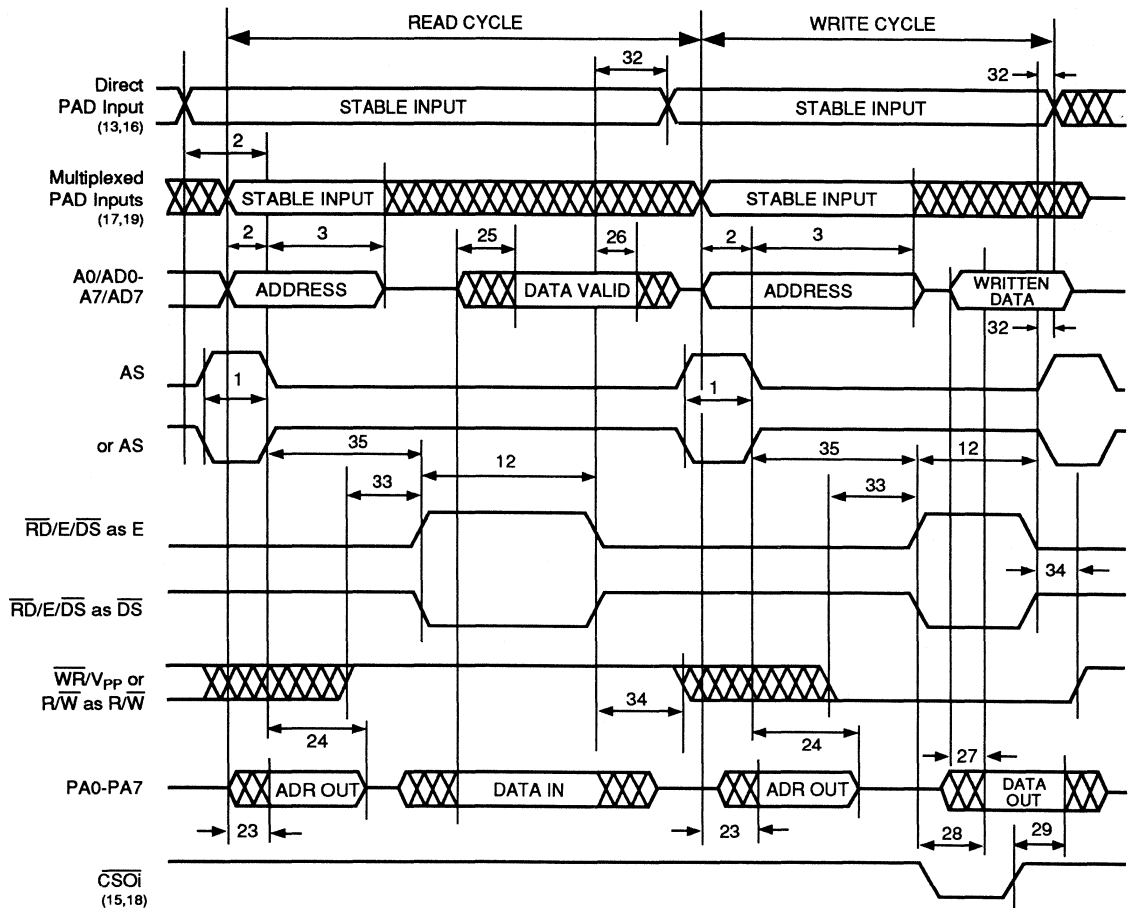 READ CYCLE
WRITE CYCLE
32
32
Direct
PAD Input
(13,16)
STABLE INPUT
STABLE INPUT
2
Multiplexed
PAD Inputs
(17,19)
STABLE INPUT
STABLE INPUT
2
3
25
26
2
3
A0/AD0-
A7/AD7
ADDRESS
DATA VALID
ADDRESS
WRITTEN
DATA
32
AS
1
1
or AS
35
12
35
12
33
33
RD/E/DS as E
34
RD/E/DS as DS
WR/VPP or
R/W as R/W
34
24
24
27
PA0-PA7
ADR OUT
DATA IN
ADR OUT
DATA
OUT
23
23
28
29
CSOi
(15,18)